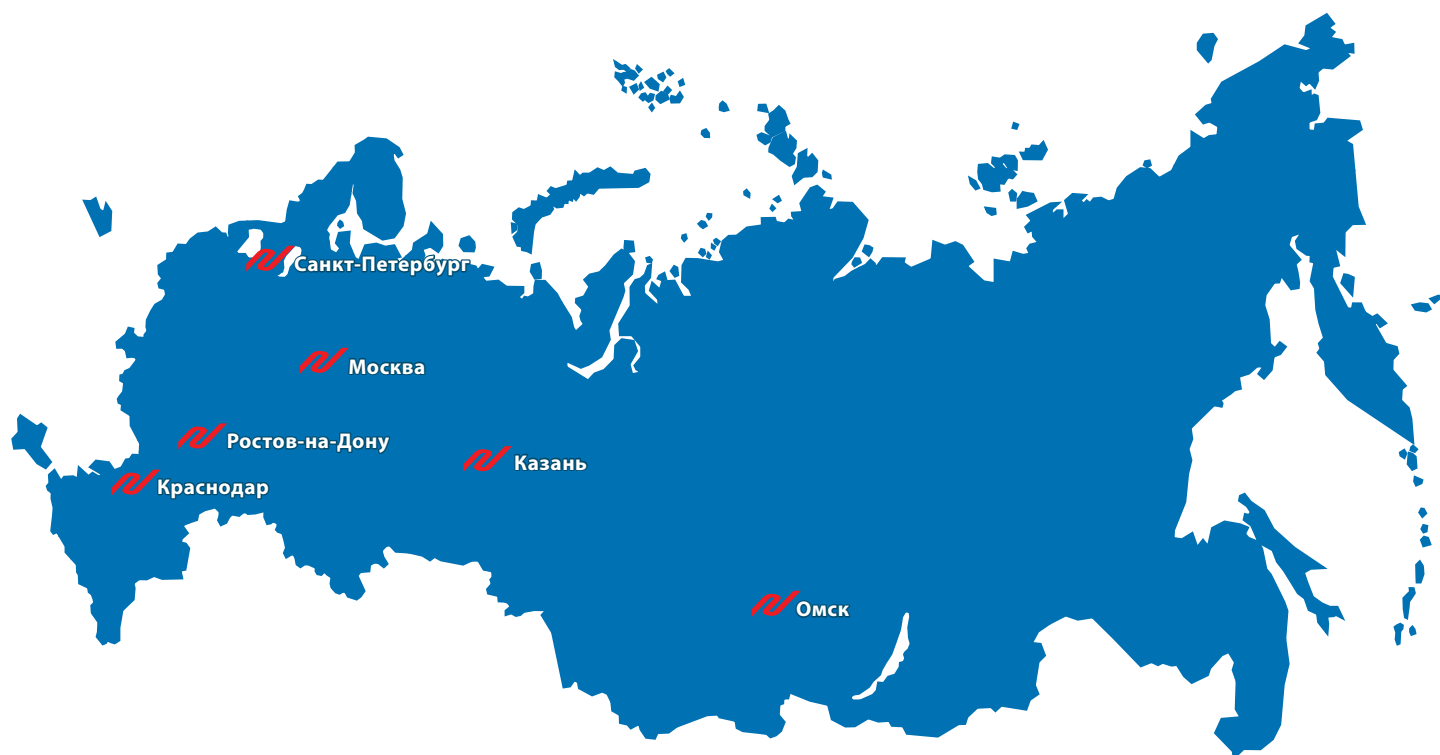 Санкт-Петербург
Москва
Ростов-на-Дону
Казань
Краснодар
Омск